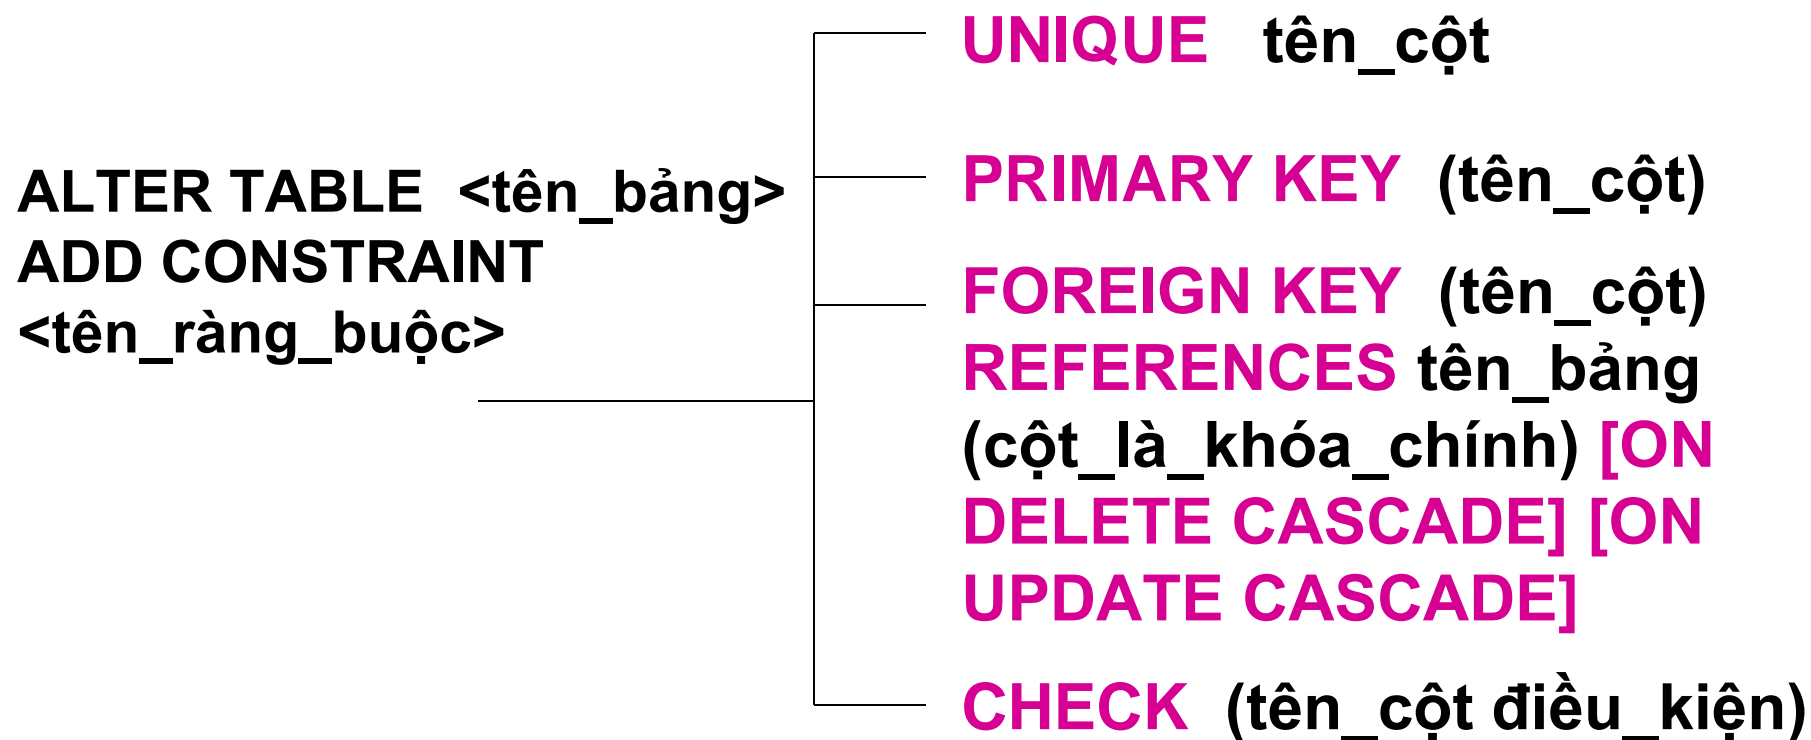 ALTER TABLE <tên_bảng>
ADD CONSTRAINT
<tên_ràng_buộc>
UNIQUE tên_cột
PRIMARY KEY (tên_cột)
FOREIGN KEY (tên_cột)
REFERENCES tên_bảng
(cột_là_khóa_chính) [ON
DELETE CASCADE] [ON
UPDATE CASCADE]
CHECK (tên_cột điều_kiện)